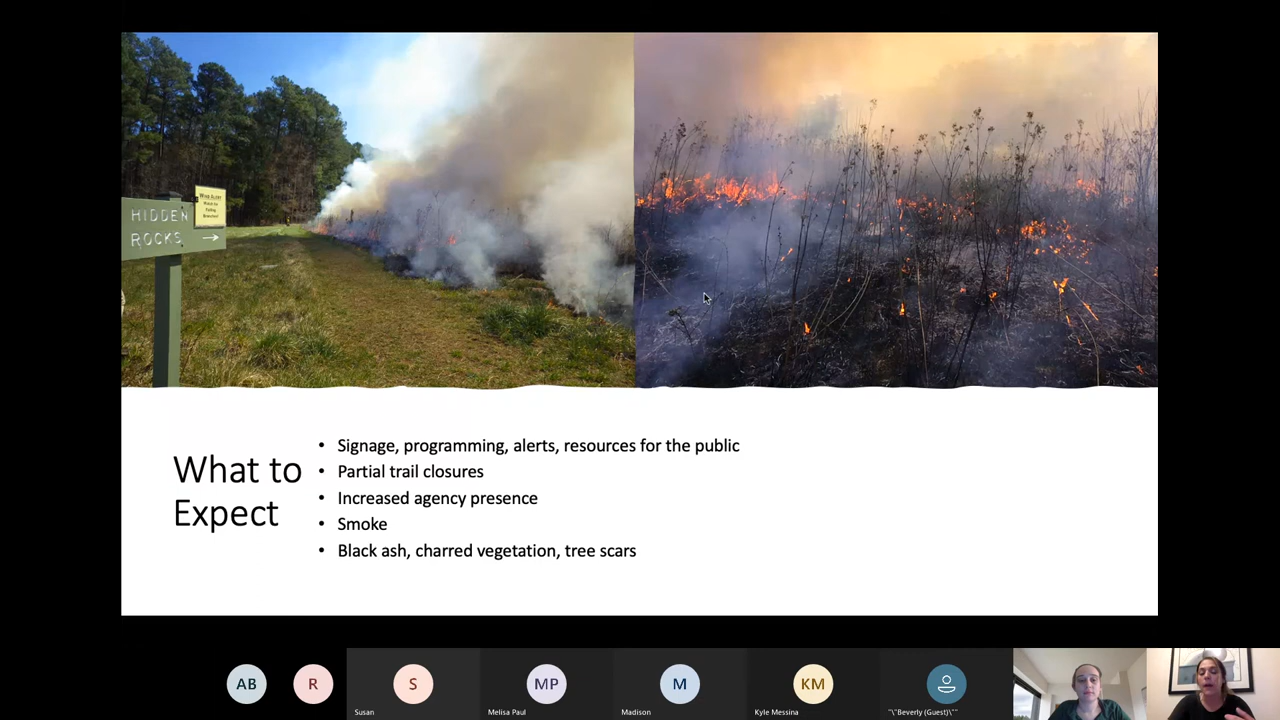 HIDDEN
ROCKS
What to
Expect
• Signage, programming, alerts, resources for the public
• Partial trail closures
• Increased agency presence
• Smoke
• Black ash, charred vegetation, tree scars
AB
R
S
MP
M
KM
Susan
Melisa Paul
Madison
Kyle Messina
"\"Beverly (Guest)\""